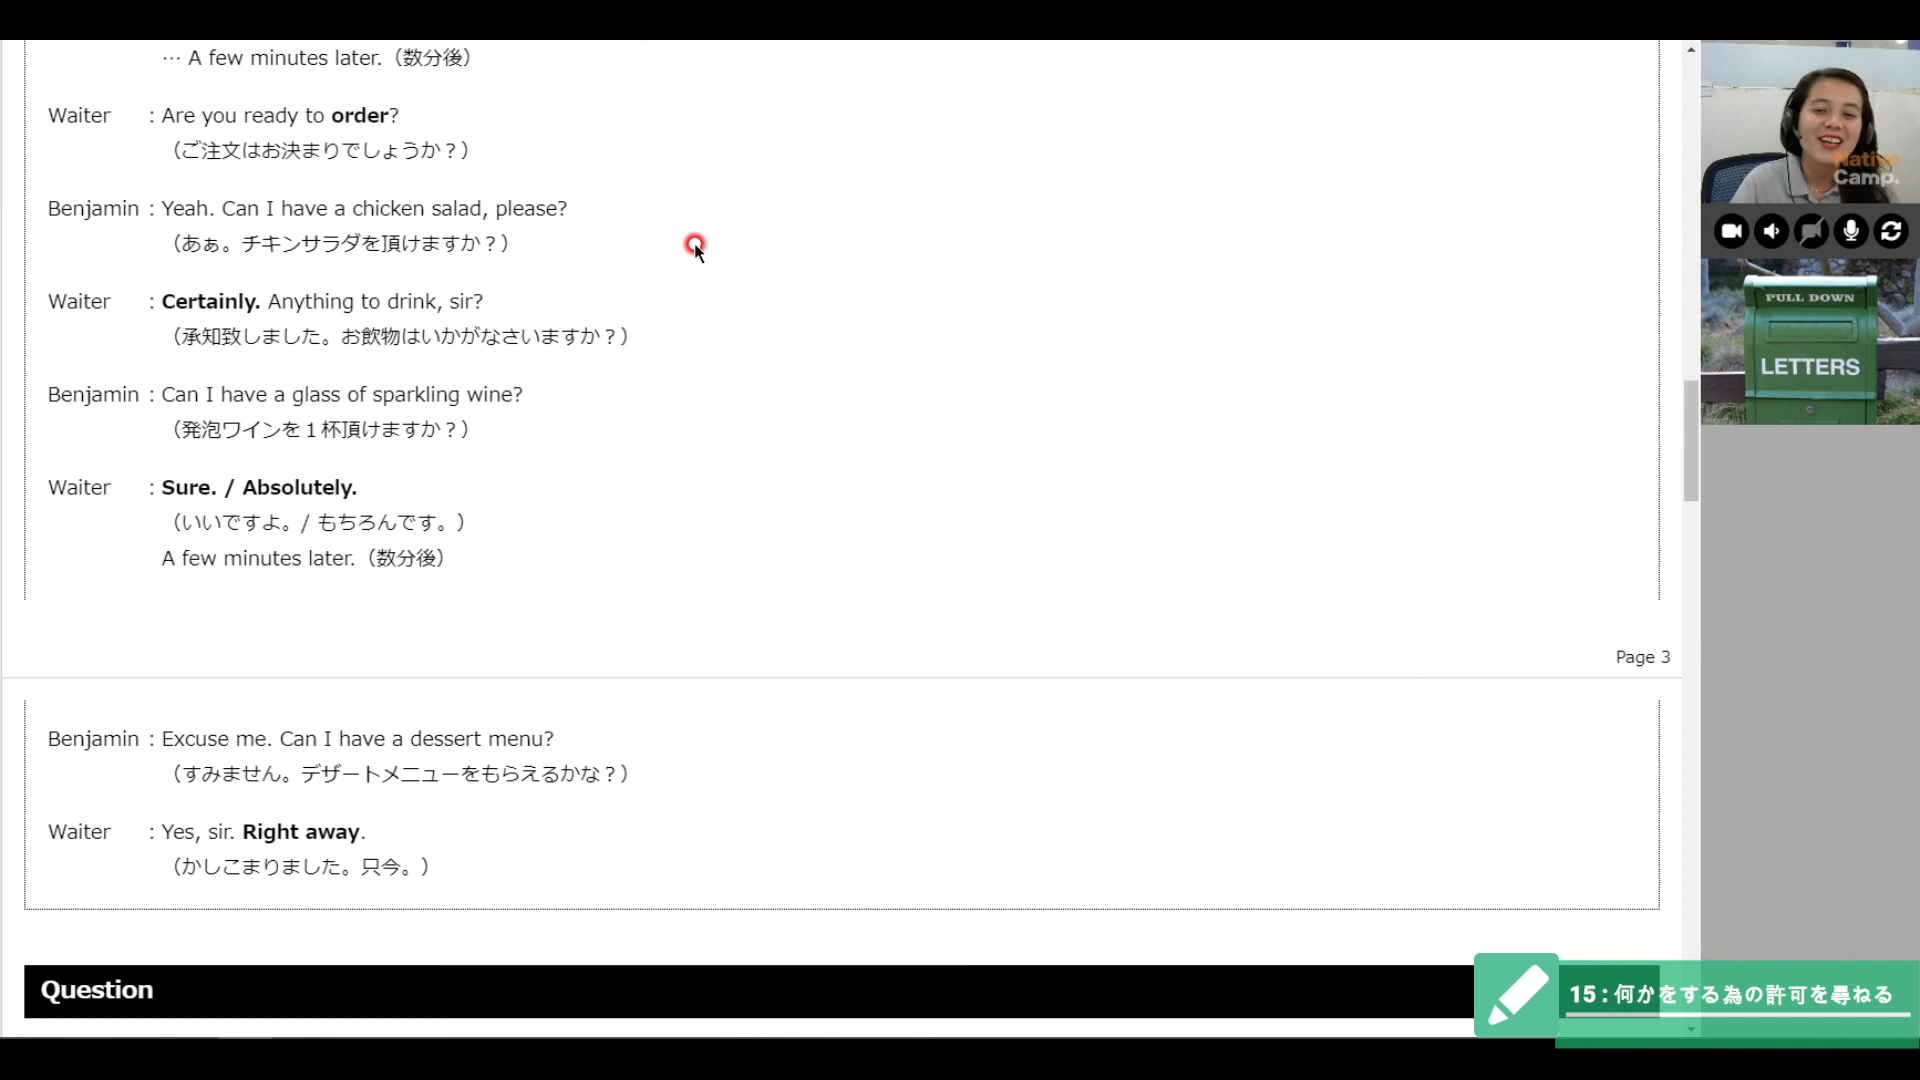 … A few minutes later.（数分後）
Waiter : Are you ready to order?
（ご注文はお決まりでしょうか？）
Benjamin : Yeah. Can I have a chicken salad, please?
（あぁ。チキンサラダを頂けますか？）
Waiter : Certainly. Anything to drink, sir?
（承知致しました。お飲物はいかがなさいますか？）
Benjamin : Can I have a glass of sparkling wine?
（発泡ワインを１杯頂けますか？）
Waiter : Sure. / Absolutely.
（いいですよ。/ もちろんです。）
A few minutes later.（数分後）
Page 3
Benjamin : Excuse me. Can I have a dessert menu?
（すみません。デザートメニューをもらえるかな？）
Waiter : Yes, sir. Right away.
（かしこまりました。只今。）
Question
Native
Camp.
PULL DOWN
LETTERS
15 : 何かをする為の許可を尋ねる